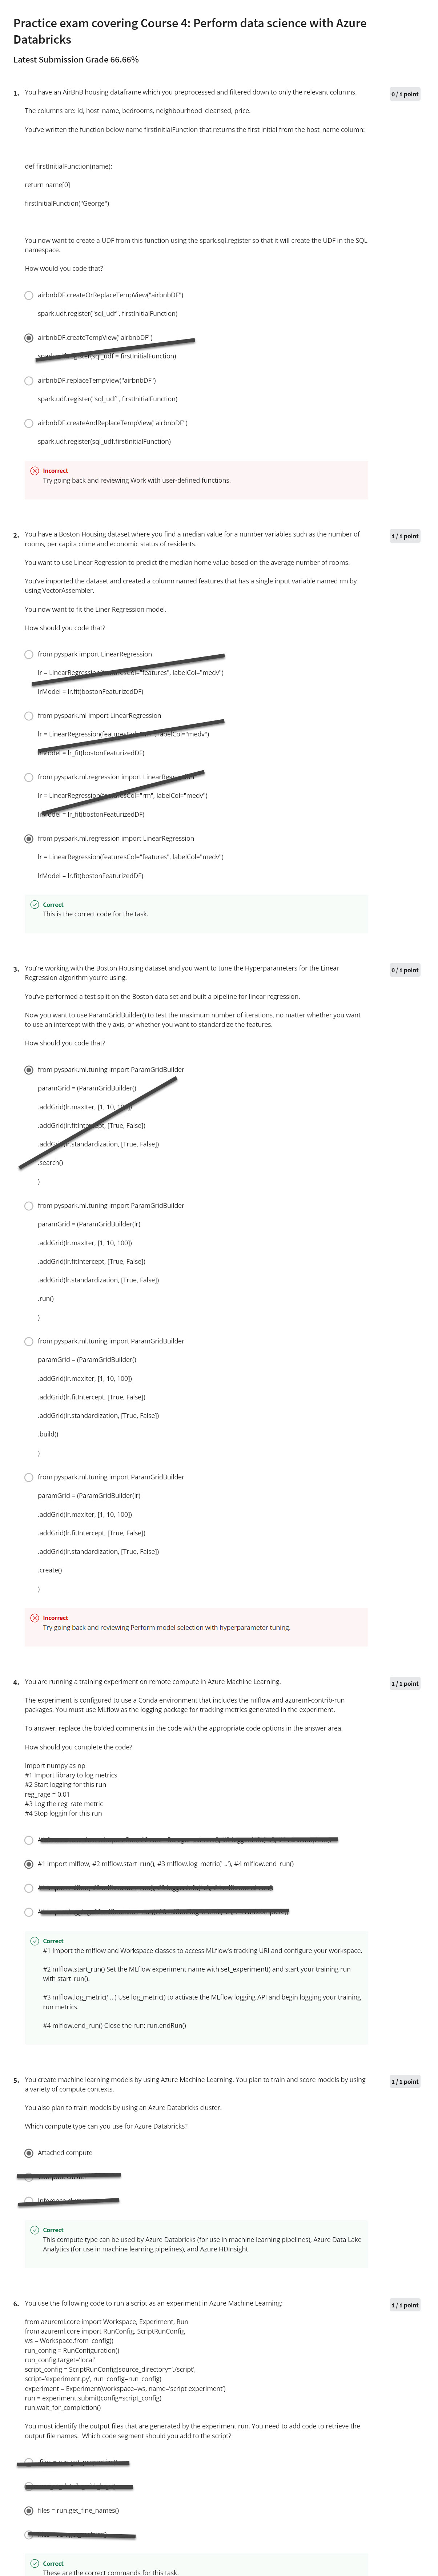 Practice exam covering Course 4: Perform data science with Azure
Databricks
Latest Submission Grade 66.66%
1. You have an AirBnB housing dataframe which you preprocessed and filtered down to only the relevant columns.
0 / 1 point
The columns are: id, host_name, bedrooms, neighbourhood_cleansed, price.
You've written the function below name firstInitialFunction that returns the first initial from the host_name column:
def firstInitialFunction(name):
return name[0]
firstInitialFunction("George")
You now want to create a UDF from this function using the spark.sql.register so that it will create the UDF in the SQL
namespace.
How would you code that?
airbnbDF.createOrReplaceTempView("airbnbDF")
spark.udf.register("sql_udf", firstInitialFunction)
airbnbDF.createTempView("airbnbDF")
(sql_udf = firstInitialFunction)
airbnbDF.replaceTempView("airbnbDF")
spark.udf.register("sql_udf", firstInitialFunction)
airbnbDF.createAndReplaceTempView("airbnbDF")
spark.udf.register(sql_udf.firstInitialFunction)
Incorrect
Try going back and reviewing Work with user-defined functions.
2. You have a Boston Housing dataset where you find a median value for a number variables such as the number of
1 / 1 point
rooms, per capita crime and economic status of residents.
You want to use Linear Regression to predict the median home value based on the average number of rooms.
You've imported the dataset and created a column named features that has a single input variable named rm by
using VectorAssembler.
You now want to fit the Liner Regression model.
How should you code that?
from pyspark import LinearRegression
lr = LinearRegression(featuresCol="features", labelCol="medv")
lrModel = lr.fit(bostonFeaturizedDF)
from pyspark.ml import LinearRegression
lr = LinearRegression(featuresCol labelCol="medv")
lrModel = lr_fit(bostonFeaturizedDF)
from pyspark.ml.regression import LinearRegression
lr = LinearRegression(featuresCol="rm", labelCol="medv")
lrModel = lr.fit(bostonFeaturizedDF)
from pyspark.ml.regression import LinearRegression
lr = LinearRegression(featuresCol="features", labelCol="medv")
lrModel = lr.fit(bostonFeaturizedDF)
Correct
This is the correct code for the task.
3. You're working with the Boston Housing dataset and you want to tune the Hyperparameters for the Linear
0 / 1 point
Regression algorithm you're using.
You've performed a test split on the Boston data set and built a pipeline for linear regression.
Now you want to use ParamGridBuilder() to test the maximum number of iterations, no matter whether you want
to use an intercept with the y axis, or whether you want to standardize the features.
How should you code that?
from pyspark.ml.tuning import ParamGridBuilder
paramGrid = (ParamGridBuilder()
.addGrid(lr.maxIter, [1, 10, 100])
.addGrid(lr.fitIntercept, [True, False])
.addGrid(lr.standardization, [True, False])
.search()
)
from pyspark.ml.tuning import ParamGridBuilder
paramGrid = (ParamGridBuilder(lr)
.addGrid(lr.maxIter, [1, 10, 100])
.addGrid(lr.fitIntercept, [True, False])
.addGrid(lr.standardization, [True, False])
.run()
)
from pyspark.ml.tuning import ParamGridBuilder
paramGrid = (ParamGridBuilder()
.addGrid(lr.maxIter, [1, 10, 100])
.addGrid(lr.fitIntercept, [True, False])
.addGrid(lr.standardization, [True, False])
.build()
)
from pyspark.ml.tuning import ParamGridBuilder
paramGrid = (ParamGridBuilder(lr)
.addGrid(lr.maxIter, [1, 10, 100])
.addGrid(lr.fitIntercept, [True, False])
.addGrid(lr.standardization, [True, False])
.create()
)
Incorrect
Try going back and reviewing Perform model selection with hyperparameter tuning.
4. You are running a training experiment on remote compute in Azure Machine Learning.
1 / 1 point
The experiment is configured to use a Conda environment that includes the mlflow and azureml-contrib-run
packages. You must use MLflow as the logging package for tracking metrics generated in the experiment.
To answer, replace the bolded comments in the code with the appropriate code options in the answer area.
How should you complete the code?
Import numpy as np
#1 Import library to log metrics
#2 Start logging for this run
reg_rage = 0.01
#3 Log the reg_rate metric
#4 Stop loggin for this run
#1 import mlflow, #2 mlflow.start_run(), #3 mlflow.log_metric(' ..'), #4 mlflow.end_run()
Correct
#1 Import the mlflow and Workspace classes to access MLflow's tracking URI and configure your workspace.
#2 mlflow.start_run() Set the MLflow experiment name with set_experiment() and start your training run
with start_run().
#3 mlflow.log_metric(' ..') Use log_metric() to activate the MLflow logging API and begin logging your training
run metrics.
#4 mlflow.end_run() Close the run: run.endRun()
5. You create machine learning models by using Azure Machine Learning. You plan to train and score models by using
1 / 1 point
a variety of compute contexts.
You also plan to train models by using an Azure Databricks cluster.
Which compute type can you use for Azure Databricks?
Attached compute
Correct
This compute type can be used by Azure Databricks (for use in machine learning pipelines), Azure Data Lake
Analytics (for use in machine learning pipelines), and Azure HDInsight.
6. You use the following code to run a script as an experiment in Azure Machine Learning:
1 / 1 point
from azureml.core import Workspace, Experiment, Run
from azureml.core import RunConfig, ScriptRunConfig
ws = Workspace.from_config()
run_config = RunConfiguration()
run_config.target='local'
script_config = ScriptRunConfig(source_directory='./script',
script='experiment.py', run_config=run_config)
experiment = Experiment(workspace=ws, name='script experiment')
run = experiment.submit(config=script_config)
run.wait_for_completion()
You must identify the output files that are generated by the experiment run. You need to add code to retrieve the
output file names. Which code segment should you add to the script?
files = run.get_fine_names()
Correct
These are the correct commands for this task.